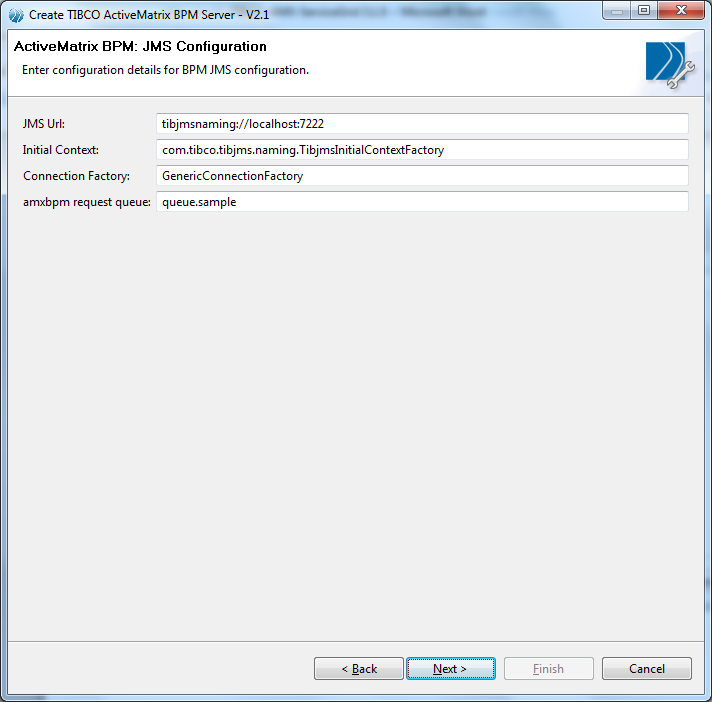 Create TIBCO ActiveMatrix BPM Server - V2.1
ActiveMatrix BPM: JMS Configuration
Enter configuration details for BPM JMS configuration.
JMS Url: tibjmsnaming://localhost:7222
Initial Context: com.tibco.tibjms.naming.TibjmsInitialContextFactory
Connection Factory: GenericConnectionFactory
amxbpm request queue: queue.sample
< Back Next > Finish Cancel